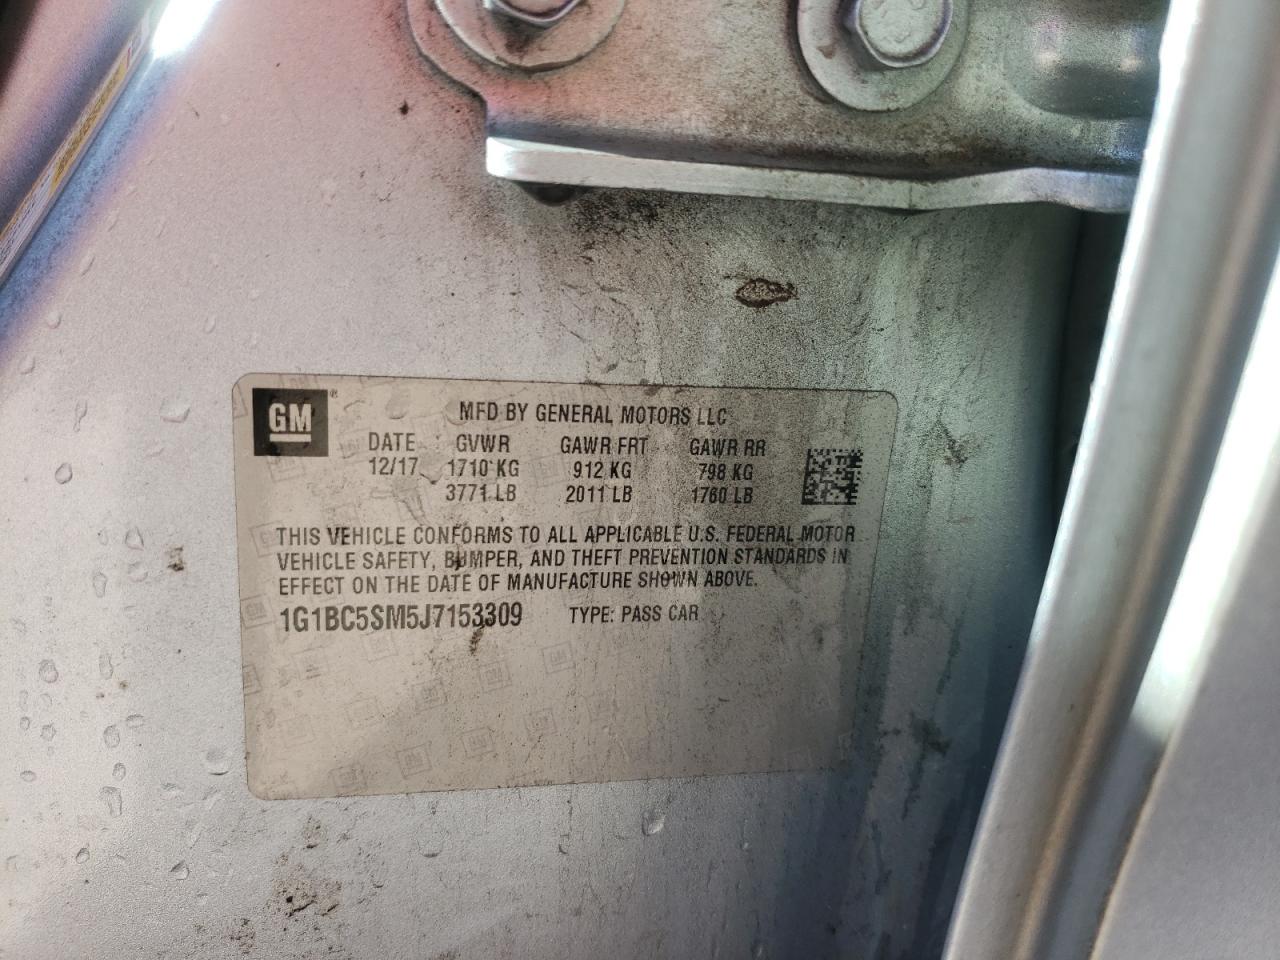 GM
MFD BY GENERAL MOTORS LLC
DATE GVWR GAWR FRT GAWR RR
12/17 1710 KG 912 KG 798 KG
3771 LB 2011 LB 1760 LB
THIS VEHICLE CONFORMS TO ALL APPLICABLE U.S. FEDERAL MOTOR
VEHICLE SAFETY, BUMPER, AND THEFT PREVENTION STANDARDS IN
EFFECT ON THE DATE OF MANUFACTURE SHOWN ABOVE.
1G1BC5SM5J7153309 TYPE: PASS CAR